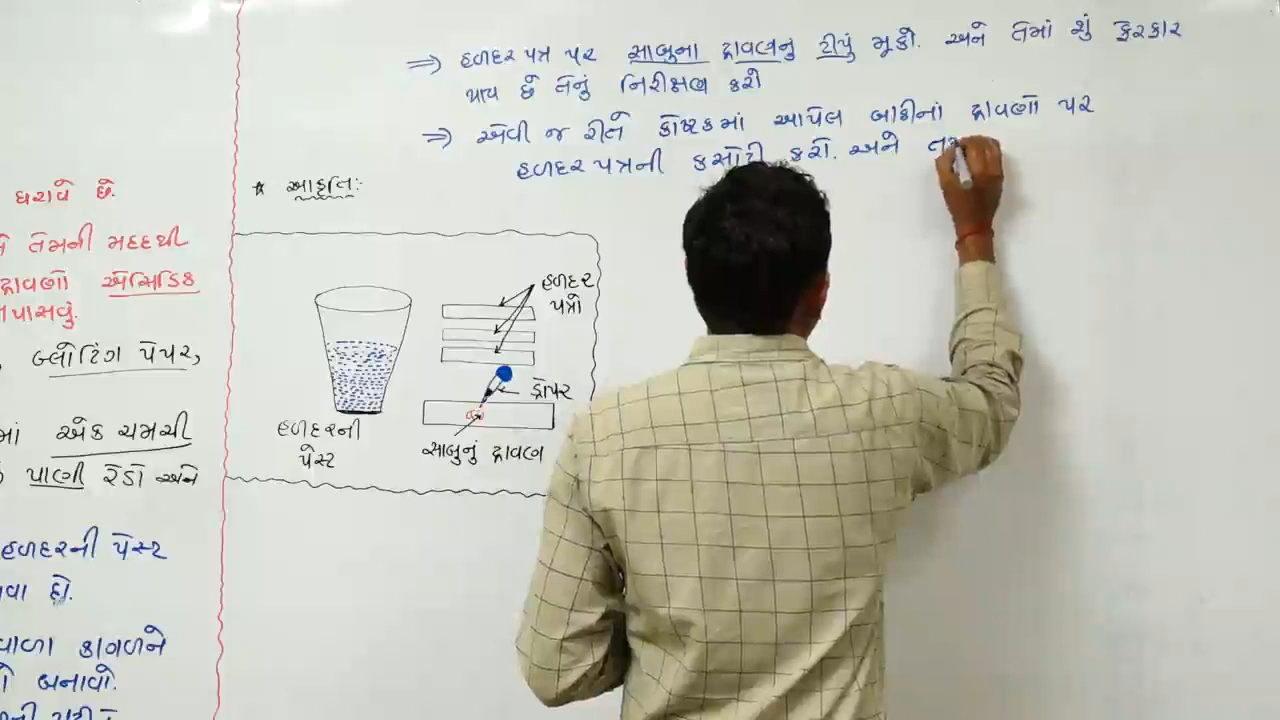 ધરાવે છે.
તેમની મદદથી
દ્રાવણો એસિડિક
બ્લોટિંગ પેપર,
એક ચમચી
પાણી રેડો અને
હળદરની પેસ્ટ
કાગળને
બનાવો.
* આકૃતિ:
હળદર
પત્રો
ડ્રોપર
હળદરની
પેસ્ટ
સાબુનું દ્રાવણ
⇒ હળદર પત્ર પર સાબુના દ્રાવણનું ટીપું મૂકો. અને તેમાં શું ફેરફાર
થાય છે તેનું નિરીક્ષણ કરો
⇒ એવી જ રીતે કોષ્ટકમાં આપેલ બાકીનાં દ્રાવણો પર
હળદર પત્રની કસોટી કરો. અને